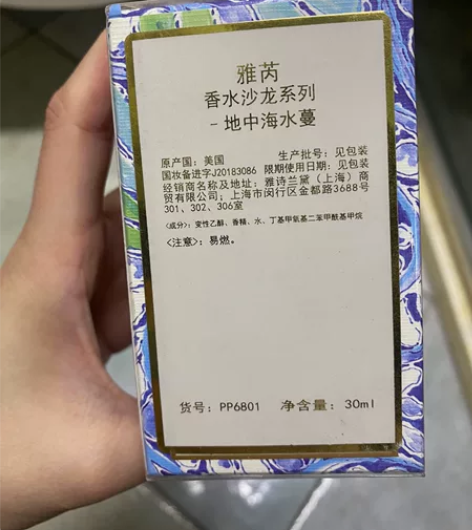 雅芮
香水沙龙系列
-地中海水蔓
原产国：美国 生产批号：见包装
国妆备进字J20183086 限期使用日期：见包装
经销商名称及地址：雅诗兰黛（上海）商
贸有限公司；上海市闵行区金都路3688号
301、302、306室
<成分>：变性乙醇、香精、水、丁基甲氧基二苯甲酰基甲烷
<注意>：易燃。
货号：PP6801 净含量：30ml